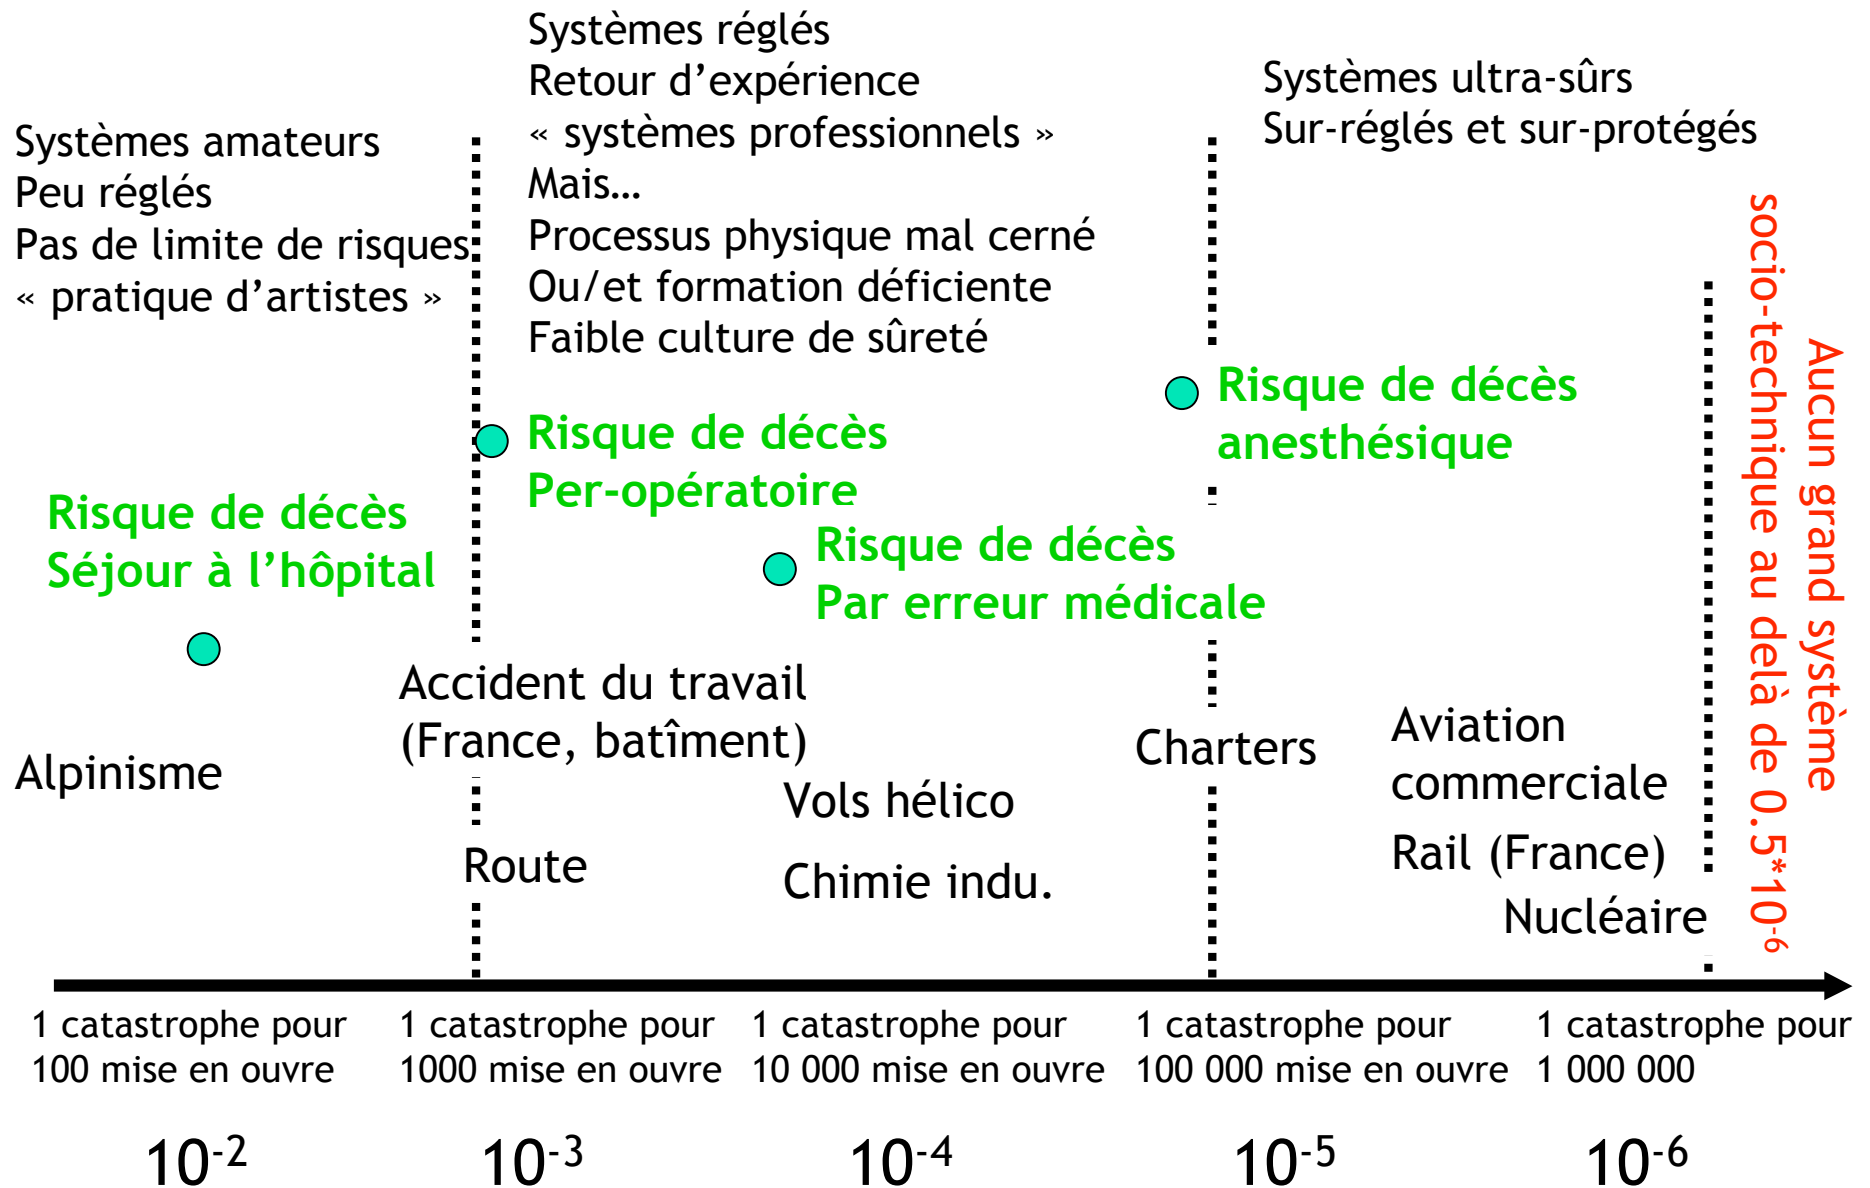 Systèmes amateurs
Peu réglés
Pas de limite de risques
« pratique d’artistes »
Systèmes réglés
Retour d’expérience
« systèmes professionnels »
Mais…
Processus physique mal cerné
Ou/et formation déficiente
Faible culture de sûreté
Systèmes ultra-sûrs
Sur-réglés et sur-protégés
Aucun grand système
socio-technique au delà de 0.5*10-6
Risque de décès
Séjour à l’hôpital
Risque de décès
Per-opératoire
Risque de décès
Par erreur médicale
Risque de décès
anesthésique
Alpinisme
Accident du travail
(France, batîment)
Route
Vols hélico
Chimie indu.
Charters
Aviation
commerciale
Rail (France)
Nucléaire
1 catastrophe pour
100 mise en ouvre
1 catastrophe pour
1000 mise en ouvre
1 catastrophe pour
10 000 mise en ouvre
1 catastrophe pour
100 000 mise en ouvre
1 catastrophe pour
1 000 000
10-2
10-3
10-4
10-5
10-6